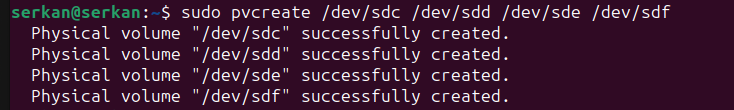 serkan@serkan:~$ sudo pvcreate /dev/sdc /dev/sdd /dev/sde /dev/sdf
  Physical volume "/dev/sdc" successfully created.
  Physical volume "/dev/sdd" successfully created.
  Physical volume "/dev/sde" successfully created.
  Physical volume "/dev/sdf" successfully created.